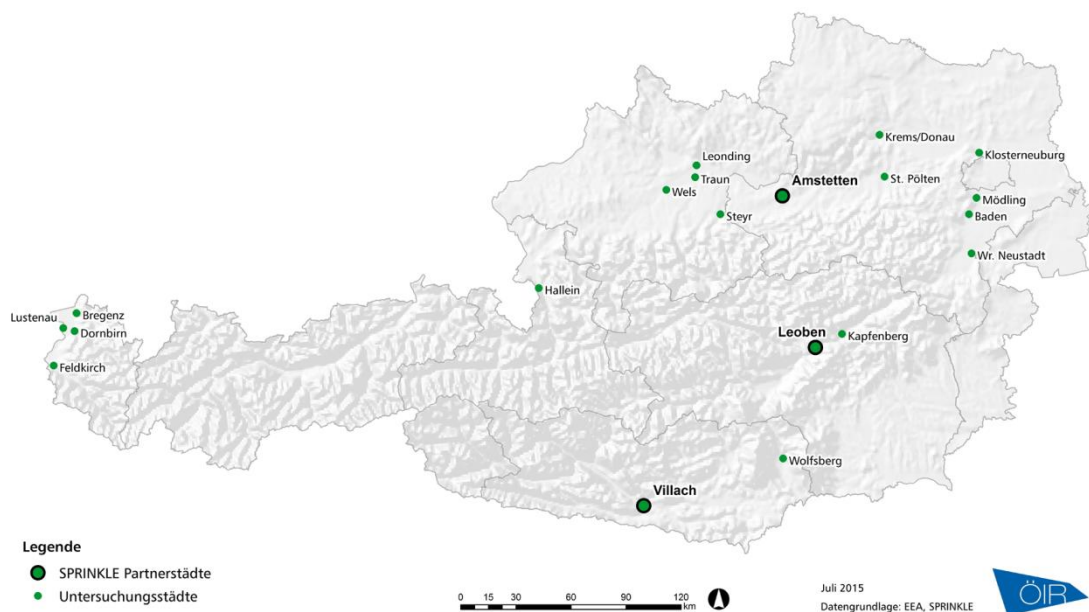 Krems/Donau
Klosterneuburg
Leonding
Traun
Amstetten
St. Pölten
Wels
Mödling
Steyr
Baden
Wr. Neustadt
Hallein
Bregenz
Lustenau
Dornbirn
Leoben
Kapfenberg
Feldkirch
Wolfsberg
Villach
Legende
SPRINKLE Partnerstädte
Untersuchungsstädte
0 15 30 60 90 120
km
Juli 2015
Datengrundlage: EEA, SPRINKLE
ÖIR